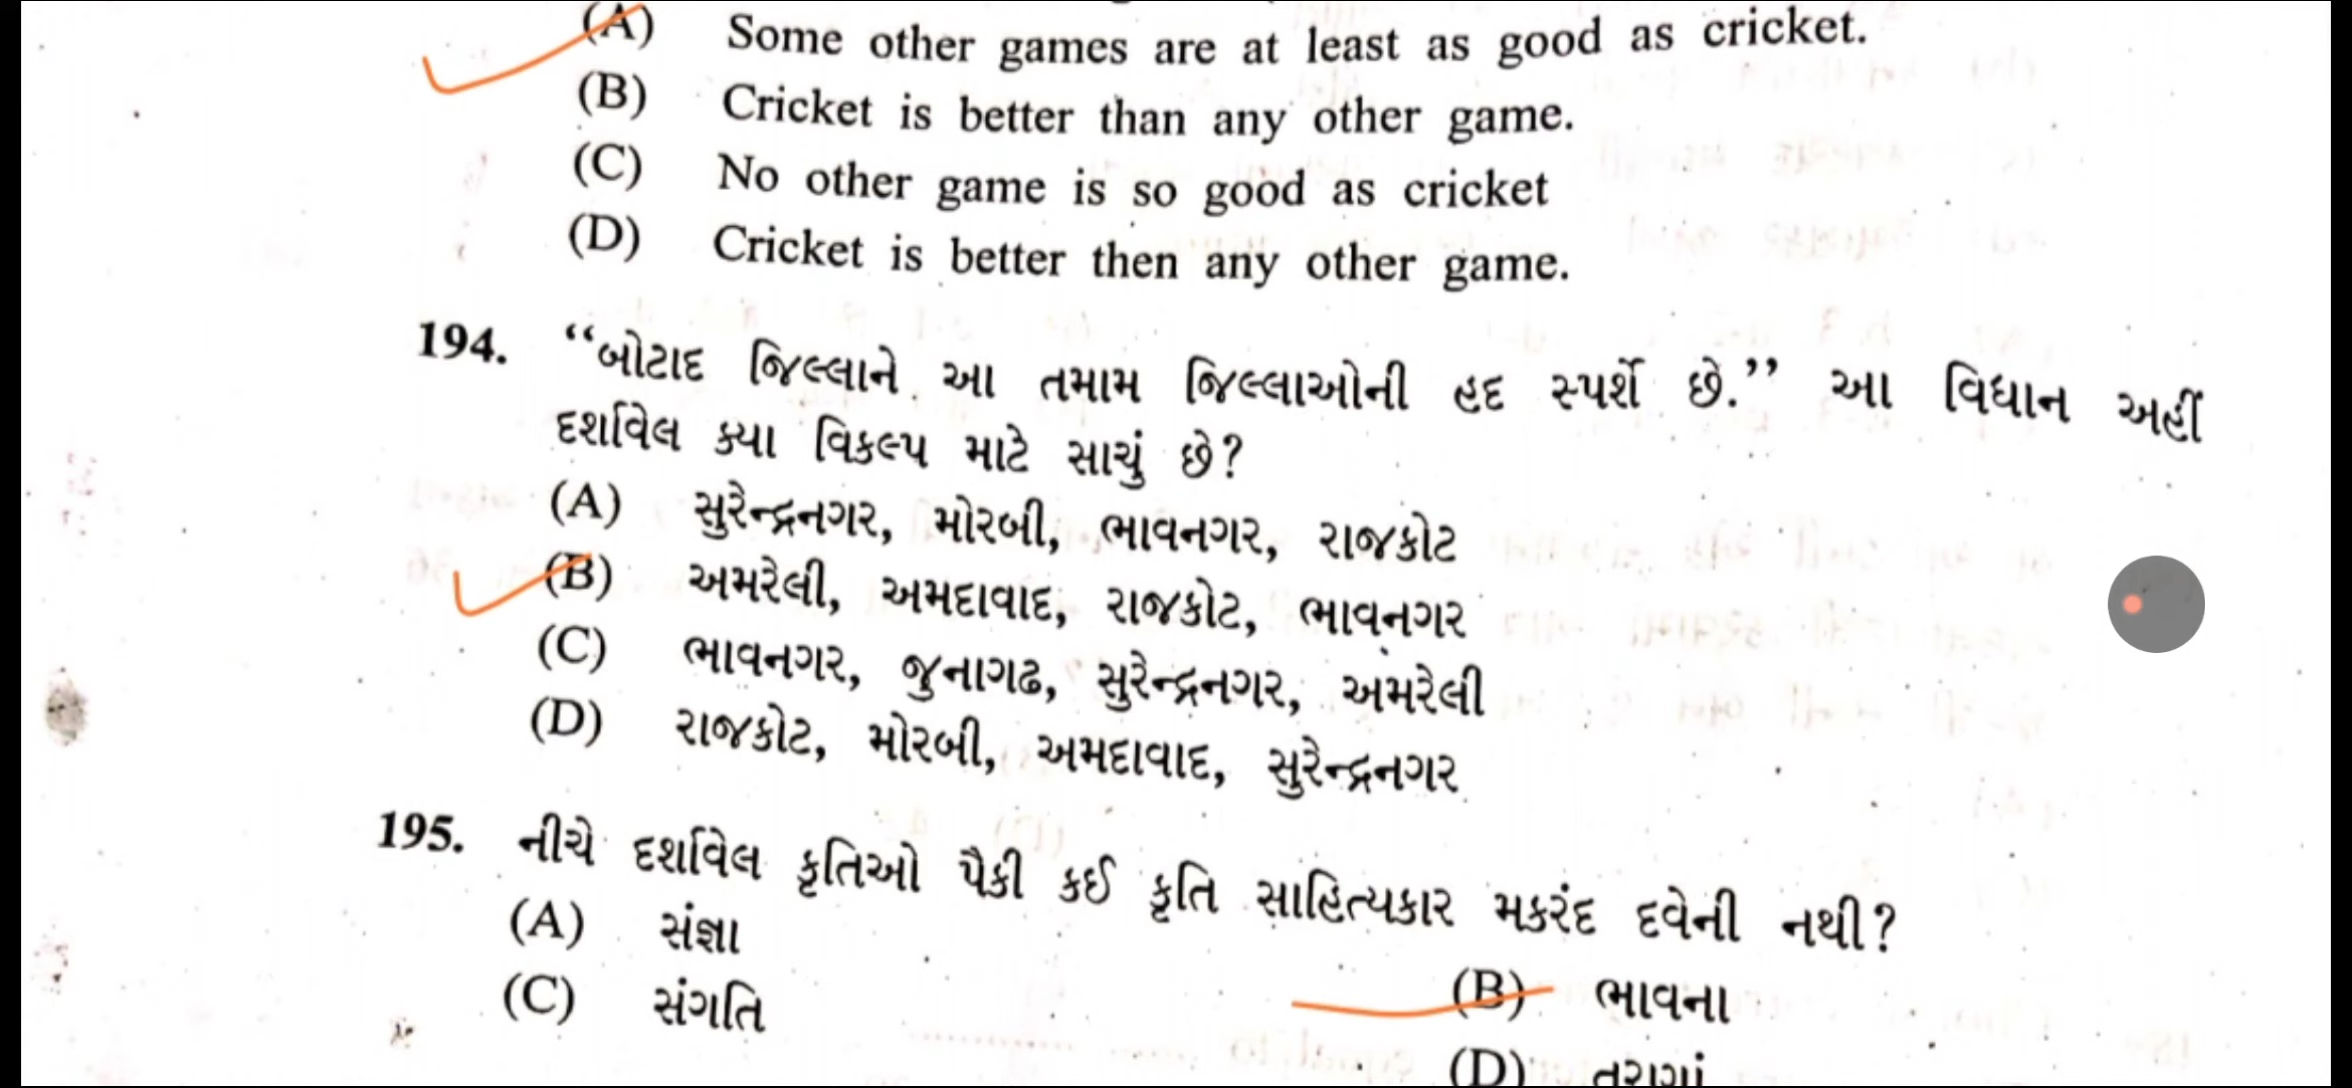 (A) Some other games are at least as good as cricket.
(B) Cricket is better than any other game.
(C) No other game is so good as cricket
(D) Cricket is better then any other game.
194. “બોટાદ જિલ્લાને આ તમામ જિલ્લાઓની હદ સ્પર્શે છે.” આ વિધાન અહીં
દર્શાવેલ ક્યા વિકલ્પ માટે સાચું છે?
(A) સુરેન્દ્રનગર, મોરબી, ભાવનગર, રાજકોટ
(B) અમરેલી, અમદાવાદ, રાજકોટ, ભાવનગર
(C) ભાવનગર, જુનાગઢ, સુરેન્દ્રનગર, અમરેલી
(D) રાજકોટ, મોરબી, અમદાવાદ, સુરેન્દ્રનગર
195. નીચે દર્શાવેલ કૃતિઓ પૈકી કઈ કૃતિ સાહિત્યકાર મકરંદ દવેની નથી?
(A) સંજ્ઞા
(B) ભાવના
(C) સંગતિ
(D)